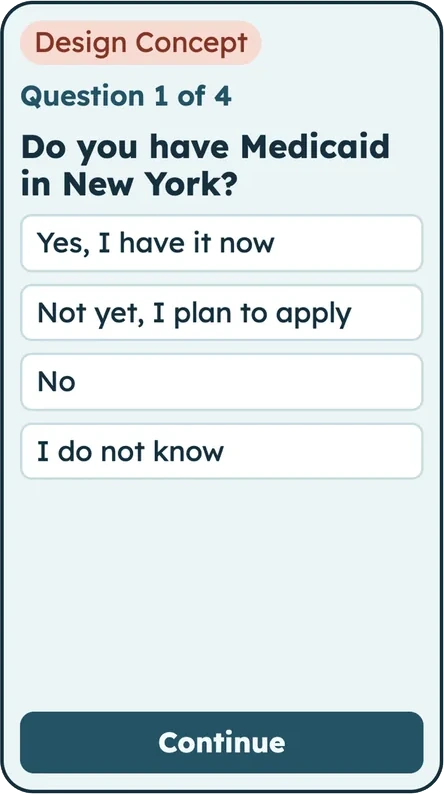 Design Concept
Question 1 of 4
Do you have Medicaid
in New York?
Yes, I have it now
Not yet, I plan to apply
No
I do not know
Continue